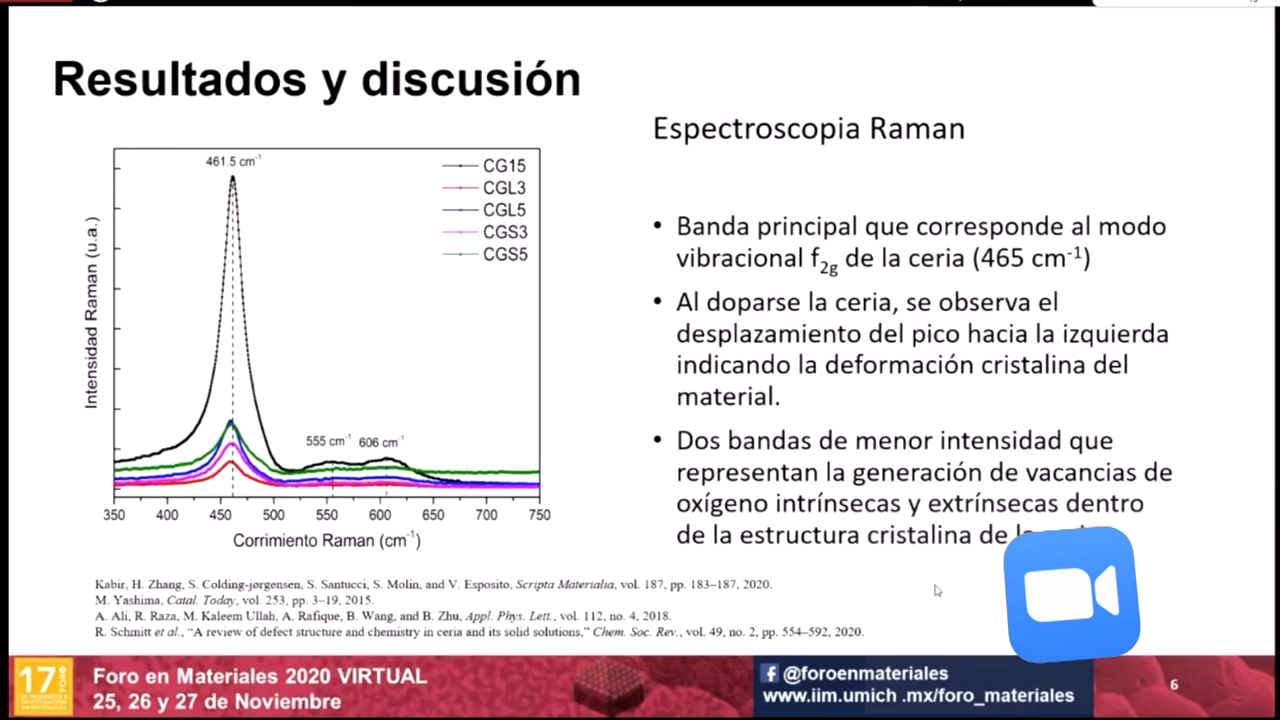 Resultados y discusión
Espectroscopia Raman
461.5 cm⁻¹
CG15
CGL3
CGL5
CGS3
CGS5
555 cm⁻¹ 606 cm⁻¹
Intensidad Raman (u.a.)
350 400 450 500 550 600 650 700 750
Corrimiento Raman (cm⁻¹)
• Banda principal que corresponde al modo
vibracional f₂g de la ceria (465 cm⁻¹)
• Al doparse la ceria, se observa el
desplazamiento del pico hacia la izquierda
indicando la deformación cristalina del
material.
• Dos bandas de menor intensidad que
representan la generación de vacancias de
oxígeno intrínsecas y extrínsecas dentro
de la estructura cristalina de
Kabir, H. Zhang, S. Colding-jørgensen, S. Santucci, S. Molin, and V. Esposito, Scripta Materialia, vol. 187, pp. 183–187, 2020.
M. Yashima, Catal. Today, vol. 253, pp. 3–19, 2015.
A. Ali, R. Raza, M. Kaleem Ullah, A. Rafique, B. Wang, and B. Zhu, Appl. Phys. Lett., vol. 112, no. 4, 2018.
R. Schmitt et al., “A review of defect structure and chemistry in ceria and its solid solutions,” Chem. Soc. Rev., vol. 49, no. 2, pp. 554–592, 2020.
17º FORO
Foro en Materiales 2020 VIRTUAL
25, 26 y 27 de Noviembre
@foroenmateriales
www.iim.umich .mx/foro_materiales
6